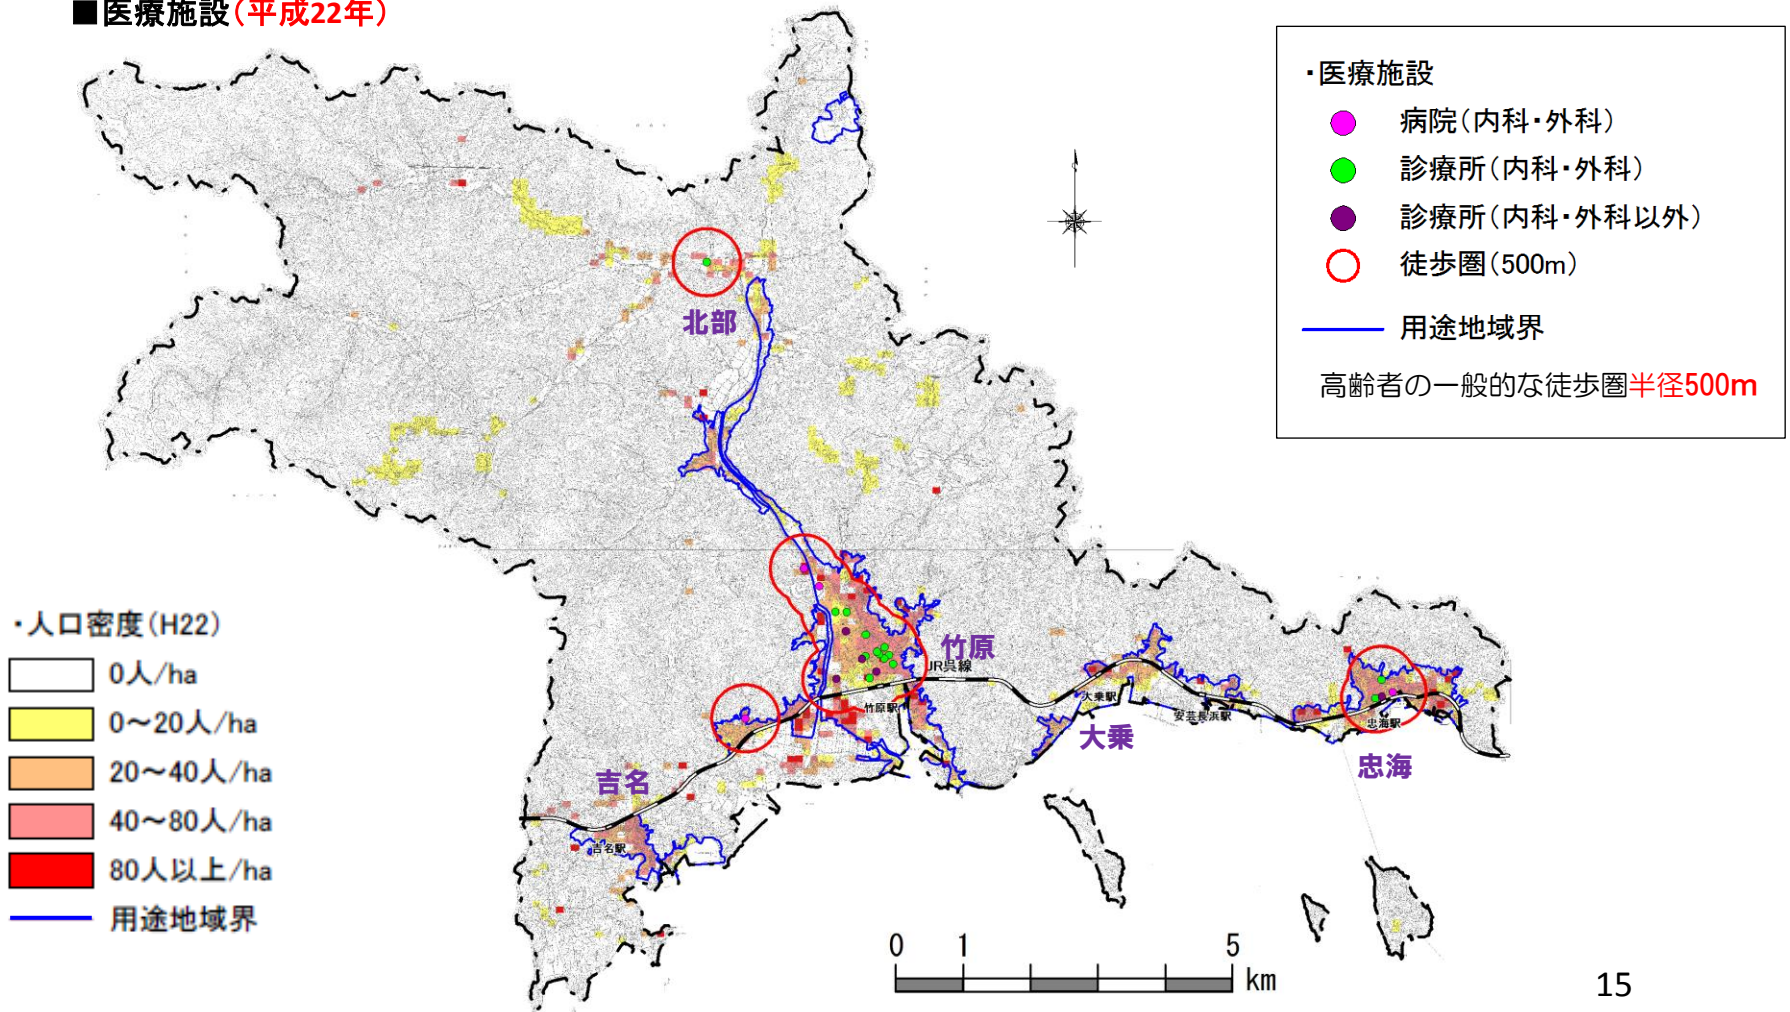 ■医療施設(平成22年)
・医療施設
病院(内科・外科)
診療所(内科・外科)
診療所(内科・外科以外)
徒歩圏(500m)
用途地域界
高齢者の一般的な徒歩圏半径500m
北部
竹原
JR呉線
竹原駅
大乗駅
大乗
安芸長浜駅
忠海駅
忠海
吉名
吉名駅
・人口密度(H22)
0人/ha
0～20人/ha
20～40人/ha
40～80人/ha
80人以上/ha
用途地域界
0 1 5
km
15